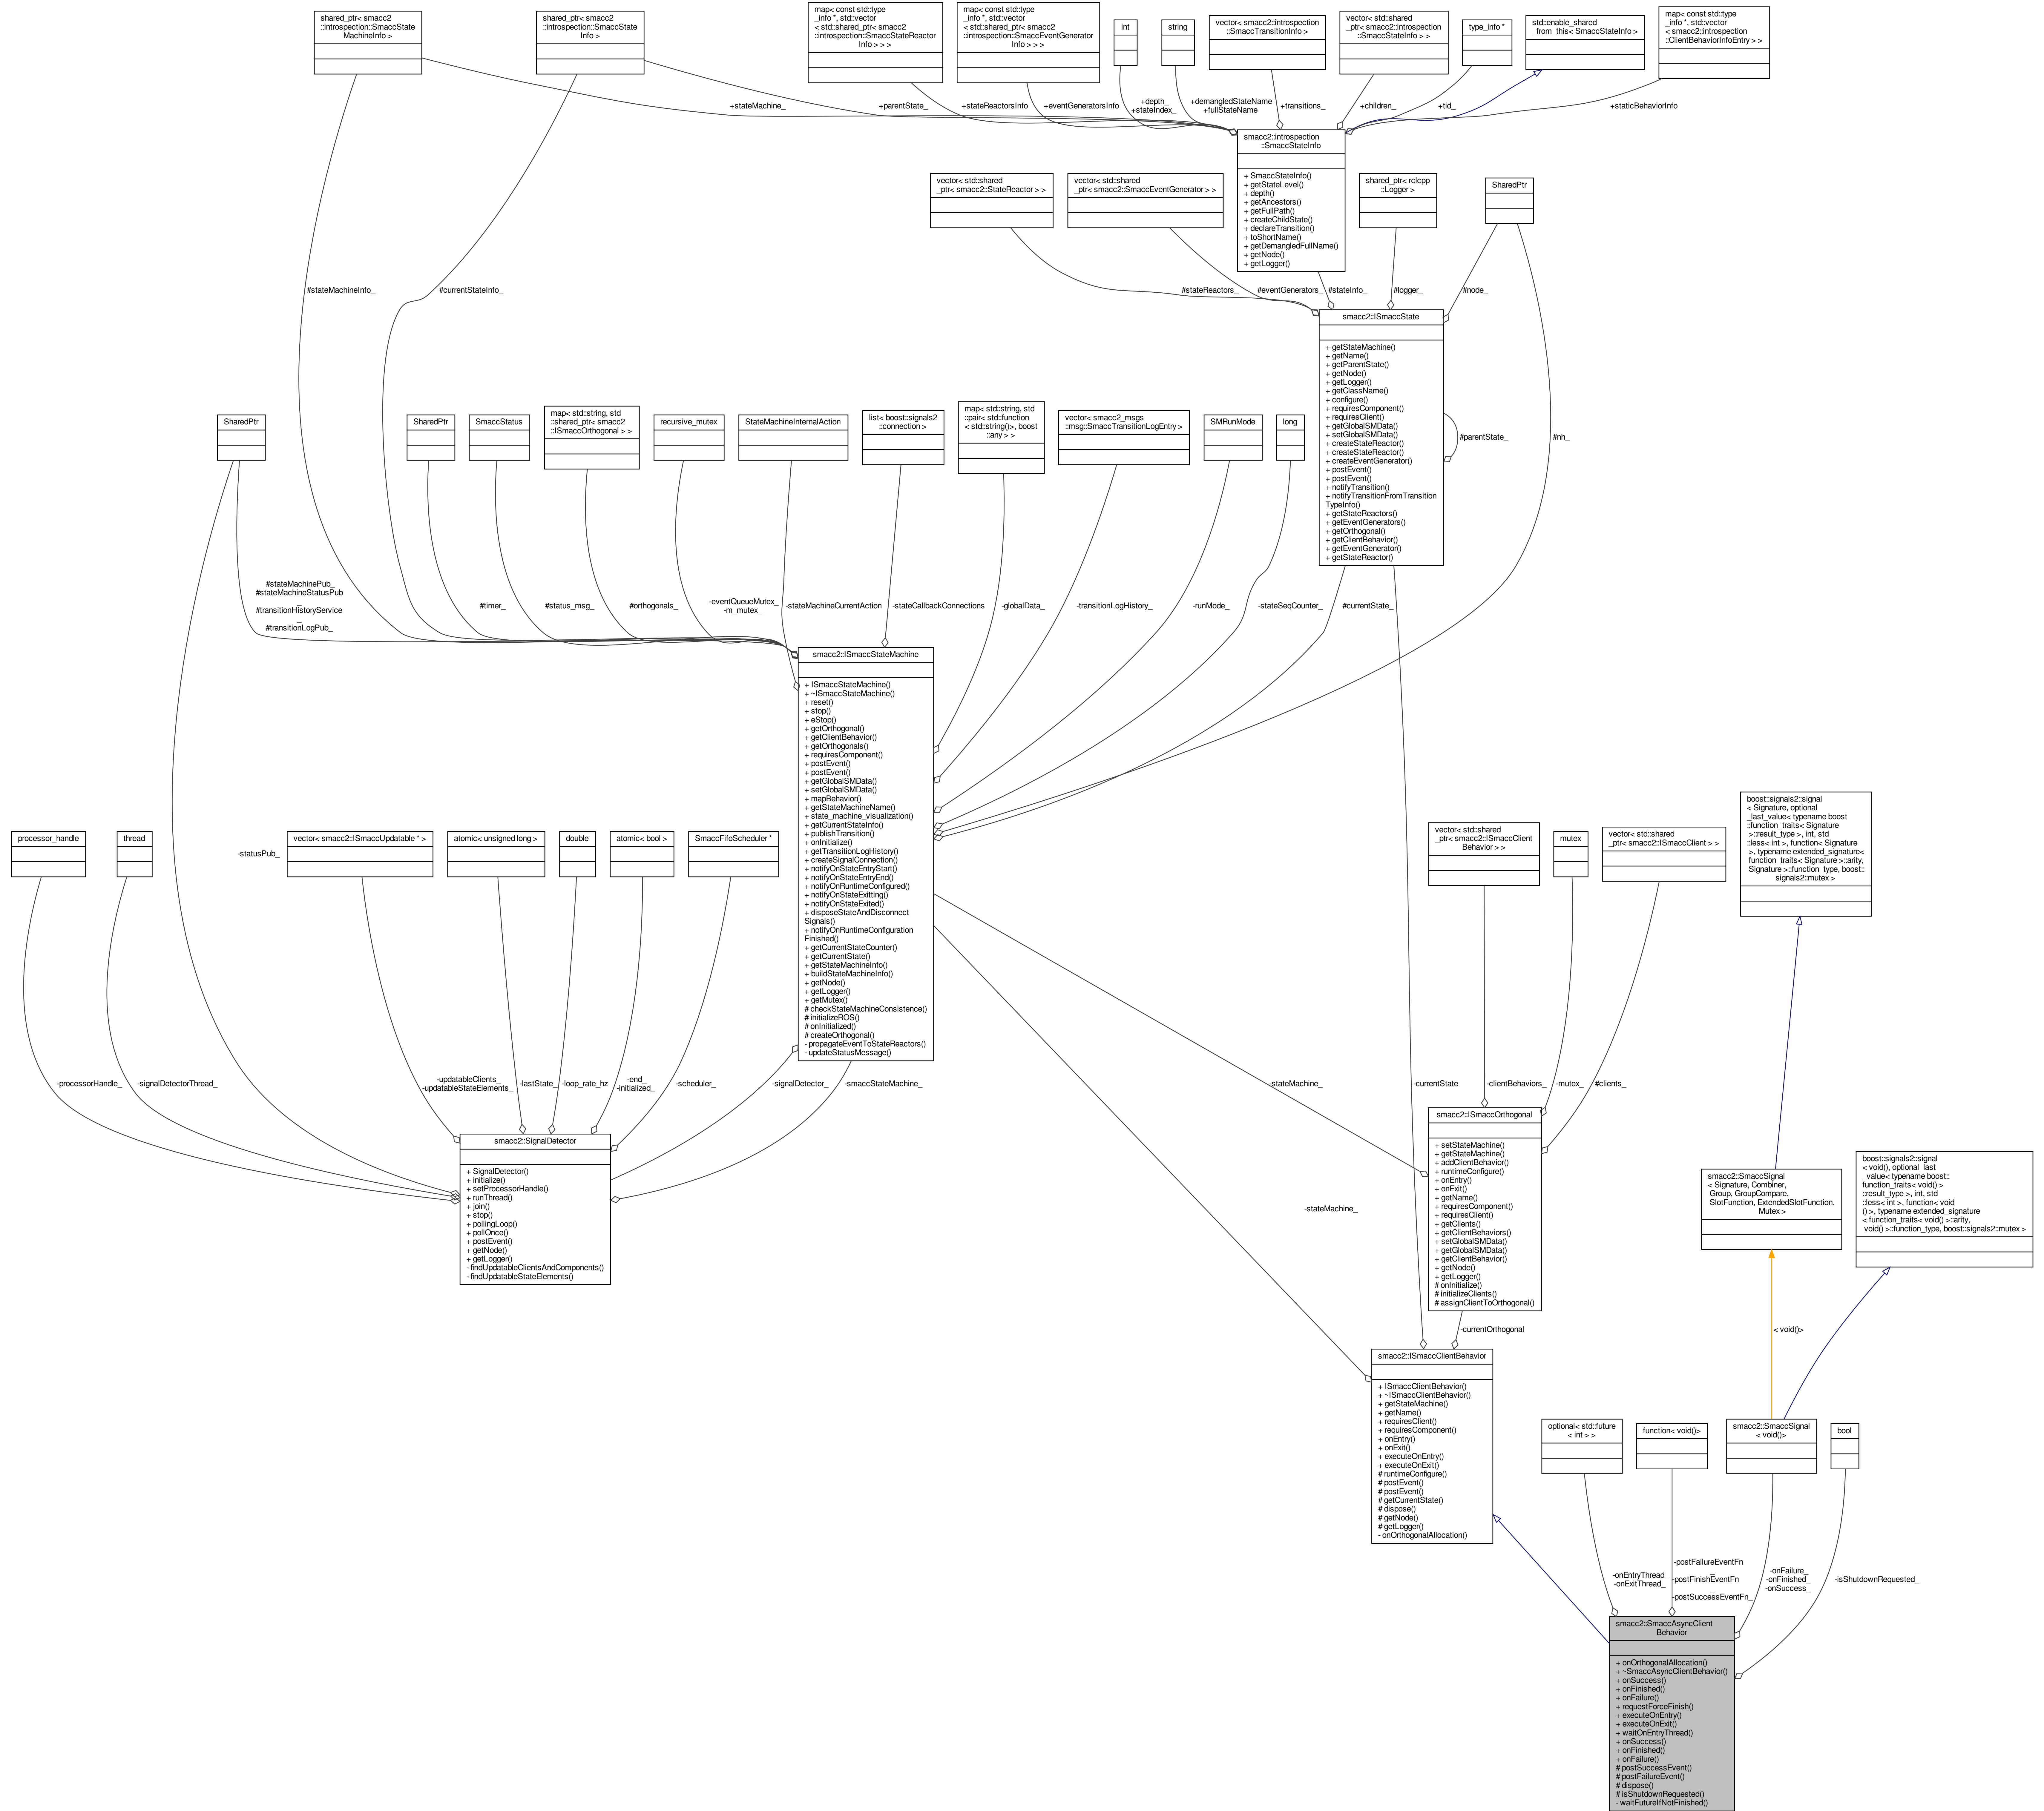 shared_ptr< smacc2
::introspection::SmaccState
MachineInfo >
shared_ptr< smacc2
::introspection::SmaccState
Info >
map< const std::type
_info *, std::vector
< std::shared_ptr< smacc2
::introspection::SmaccStateReactor
Info > > >
map< const std::type
_info *, std::vector
< std::shared_ptr< smacc2
::introspection::SmaccEventGenerator
Info > > >
int
string
vector< smacc2::introspection
::SmaccTransitionInfo >
vector< std::shared
_ptr< smacc2::introspection
::SmaccStateInfo > >
type_info *
std::enable_shared
_from_this< SmaccStateInfo >
map< const std::type
_info *, std::vector
< smacc2::introspection
::ClientBehaviorInfoEntry > >
+stateMachine_
+parentState_
+stateReactorsInfo
+eventGeneratorsInfo
+depth_
+stateIndex_
+demangledStateName
+fullStateName
+transitions_
+children_
+tid_
+staticBehaviorInfo
smacc2::introspection
::SmaccStateInfo
+ SmaccStateInfo()
+ getStateLevel()
+ depth()
+ getAncestors()
+ getFullPath()
+ createChildState()
+ declareTransition()
+ toShortName()
+ getDemangledFullName()
+ getNode()
+ getLogger()
vector< std::shared
_ptr< smacc2::StateReactor > >
vector< std::shared
_ptr< smacc2::SmaccEventGenerator > >
shared_ptr< rclcpp
::Logger >
SharedPtr
#stateMachineInfo_
#currentStateInfo_
#stateReactors_
#eventGenerators_
#stateInfo_
#logger_
#node_
smacc2::ISmaccState
+ getStateMachine()
+ getName()
+ getParentState()
+ getNode()
+ getLogger()
+ getClassName()
+ configure()
+ requiresComponent()
+ requiresClient()
+ getGlobalSMData()
+ setGlobalSMData()
+ createStateReactor()
+ createStateReactor()
+ createEventGenerator()
+ postEvent()
+ postEvent()
+ notifyTransition()
+ notifyTransitionFromTransition
TypeInfo()
+ getStateReactors()
+ getEventGenerators()
+ getOrthogonal()
+ getClientBehavior()
+ getEventGenerator()
+ getStateReactor()
#parentState_
#nh_
SharedPtr
SharedPtr
SmaccStatus
map< std::string, std
::shared_ptr< smacc2
::ISmaccOrthogonal > >
recursive_mutex
StateMachineInternalAction
list< boost::signals2
::connection >
map< std::string, std
::pair< std::function
< std::string()>, boost
::any > >
vector< smacc2_msgs
::msg::SmaccTransitionLogEntry >
SMRunMode
long
#stateMachinePub_
#stateMachineStatusPub
_
#transitionHistoryService
_
#transitionLogPub_
#timer_
#status_msg_
#orthogonals_
-eventQueueMutex_
-m_mutex_
-stateMachineCurrentAction
-stateCallbackConnections
-globalData_
-transitionLogHistory_
-runMode_
-stateSeqCounter_
#currentState_
smacc2::ISmaccStateMachine
+ ISmaccStateMachine()
+ ~ISmaccStateMachine()
+ reset()
+ stop()
+ eStop()
+ getOrthogonal()
+ getClientBehavior()
+ getOrthogonals()
+ requiresComponent()
+ postEvent()
+ postEvent()
+ getGlobalSMData()
+ setGlobalSMData()
+ mapBehavior()
+ getStateMachineName()
+ state_machine_visualization()
+ getCurrentStateInfo()
+ publishTransition()
+ onInitialize()
+ getTransitionLogHistory()
+ createSignalConnection()
+ notifyOnStateEntryStart()
+ notifyOnStateEntryEnd()
+ notifyOnRuntimeConfigured()
+ notifyOnStateExitting()
+ notifyOnStateExited()
+ disposeStateAndDisconnect
Signals()
+ notifyOnRuntimeConfiguration
Finished()
+ getCurrentStateCounter()
+ getCurrentState()
+ getStateMachineInfo()
+ buildStateMachineInfo()
+ getNode()
+ getLogger()
+ getMutex()
# checkStateMachineConsistence()
# initializeROS()
# onInitialized()
# createOrthogonal()
- propagateEventToStateReactors()
- updateStatusMessage()
processor_handle
thread
-statusPub_
vector< smacc2::ISmaccUpdatable * >
atomic< unsigned long >
double
atomic< bool >
SmaccFifoScheduler *
-processorHandle_
-signalDetectorThread_
-updatableClients_
-updatableStateElements_
-lastState_
-loop_rate_hz
-end_
-initialized_
-scheduler_
-signalDetector_
-smaccStateMachine_
smacc2::SignalDetector
+ SignalDetector()
+ initialize()
+ setProcessorHandle()
+ runThread()
+ join()
+ stop()
+ pollingLoop()
+ pollOnce()
+ postEvent()
+ getNode()
+ getLogger()
- findUpdatableClientsAndComponents()
- findUpdatableStateElements()
vector< std::shared
_ptr< smacc2::ISmaccClient
Behavior > >
mutex
vector< std::shared
_ptr< smacc2::ISmaccClient > >
boost::signals2::signal
< Signature, optional
_last_value< typename boost
::function_traits< Signature
>::result_type >, int, std
::less< int >, function< Signature
>, typename extended_signature<
function_traits< Signature >::arity,
Signature >::function_type, boost::
signals2::mutex >
-stateMachine_
-currentState
-clientBehaviors_
-mutex_
#clients_
smacc2::ISmaccOrthogonal
+ setStateMachine()
+ getStateMachine()
+ addClientBehavior()
+ runtimeConfigure()
+ onEntry()
+ onExit()
+ getName()
+ requiresComponent()
+ requiresClient()
+ getClients()
+ getClientBehaviors()
+ setGlobalSMData()
+ getGlobalSMData()
+ getClientBehavior()
+ getNode()
+ getLogger()
# onInitialize()
# initializeClients()
# assignClientToOrthogonal()
smacc2::SmaccSignal
< Signature, Combiner,
Group, GroupCompare,
SlotFunction, ExtendedSlotFunction,
Mutex >
boost::signals2::signal
< void(), optional_last
_value< typename boost::
function_traits< void() >
::result_type >, int, std
::less< int >, function< void
() >, typename extended_signature
< function_traits< void() >::arity,
void() >::function_type, boost::signals2::mutex >
-stateMachine_
-currentOrthogonal
< void()>
smacc2::ISmaccClientBehavior
+ ISmaccClientBehavior()
+ ~ISmaccClientBehavior()
+ getStateMachine()
+ getName()
+ requiresClient()
+ requiresComponent()
+ onEntry()
+ onExit()
+ executeOnEntry()
+ executeOnExit()
# runtimeConfigure()
# postEvent()
# postEvent()
# getCurrentState()
# dispose()
# getNode()
# getLogger()
- onOrthogonalAllocation()
optional< std::future
< int > >
function< void()>
smacc2::SmaccSignal
< void()>
bool
-onEntryThread_
-onExitThread_
-postFailureEventFn
_
-postFinishEventFn
_
-postSuccessEventFn_
-onFailure_
-onFinished_
-onSuccess_
-isShutdownRequested_
smacc2::SmaccAsyncClient
Behavior
+ onOrthogonalAllocation()
+ ~SmaccAsyncClientBehavior()
+ onSuccess()
+ onFinished()
+ onFailure()
+ requestForceFinish()
+ executeOnEntry()
+ executeOnExit()
+ waitOnEntryThread()
+ onSuccess()
+ onFinished()
+ onFailure()
# postSuccessEvent()
# postFailureEvent()
# dispose()
# isShutdownRequested()
- waitFutureIfNotFinished()